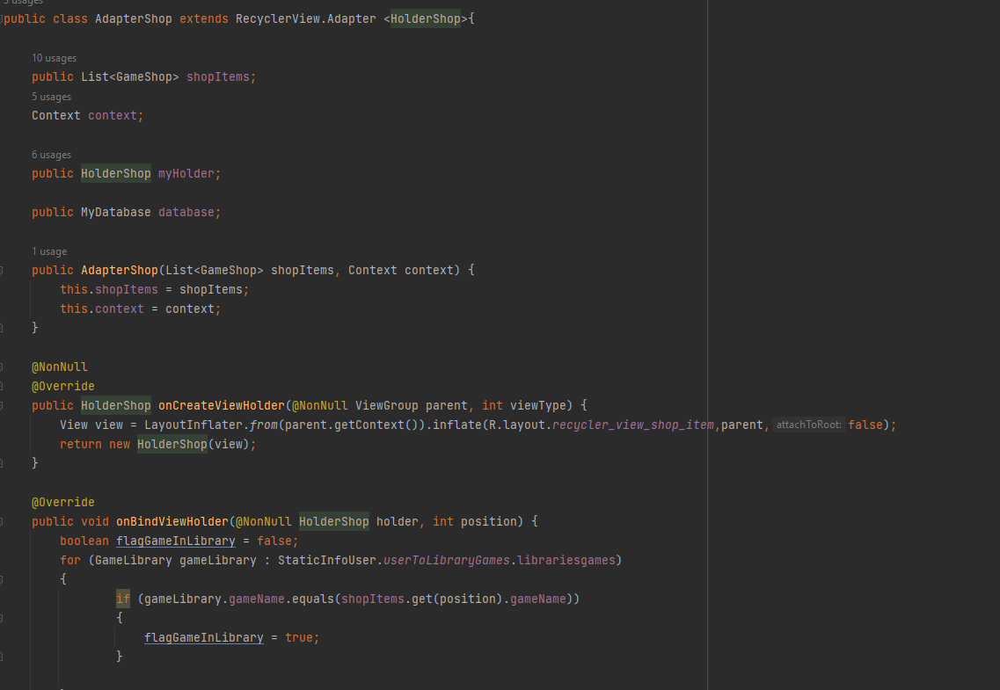 5 usages
public class AdapterShop extends RecyclerView.Adapter <HolderShop>{
10 usages
public List<GameShop> shopItems;
5 usages
Context context;
6 usages
public HolderShop myHolder;
public MyDatabase database;
1 usage
public AdapterShop(List<GameShop> shopItems, Context context) {
this.shopItems = shopItems;
this.context = context;
}
@NonNull
@Override
public HolderShop onCreateViewHolder(@NonNull ViewGroup parent, int viewType) {
View view = LayoutInflater.from(parent.getContext()).inflate(R.layout.recycler_view_shop_item,parent, attachToRoot: false);
return new HolderShop(view);
}
@Override
public void onBindViewHolder(@NonNull HolderShop holder, int position) {
boolean flagGameInLibrary = false;
for (GameLibrary gameLibrary : StaticInfoUser.userToLibraryGames.librariesgames)
{
if (gameLibrary.gameName.equals(shopItems.get(position).gameName))
{
flagGameInLibrary = true;
}